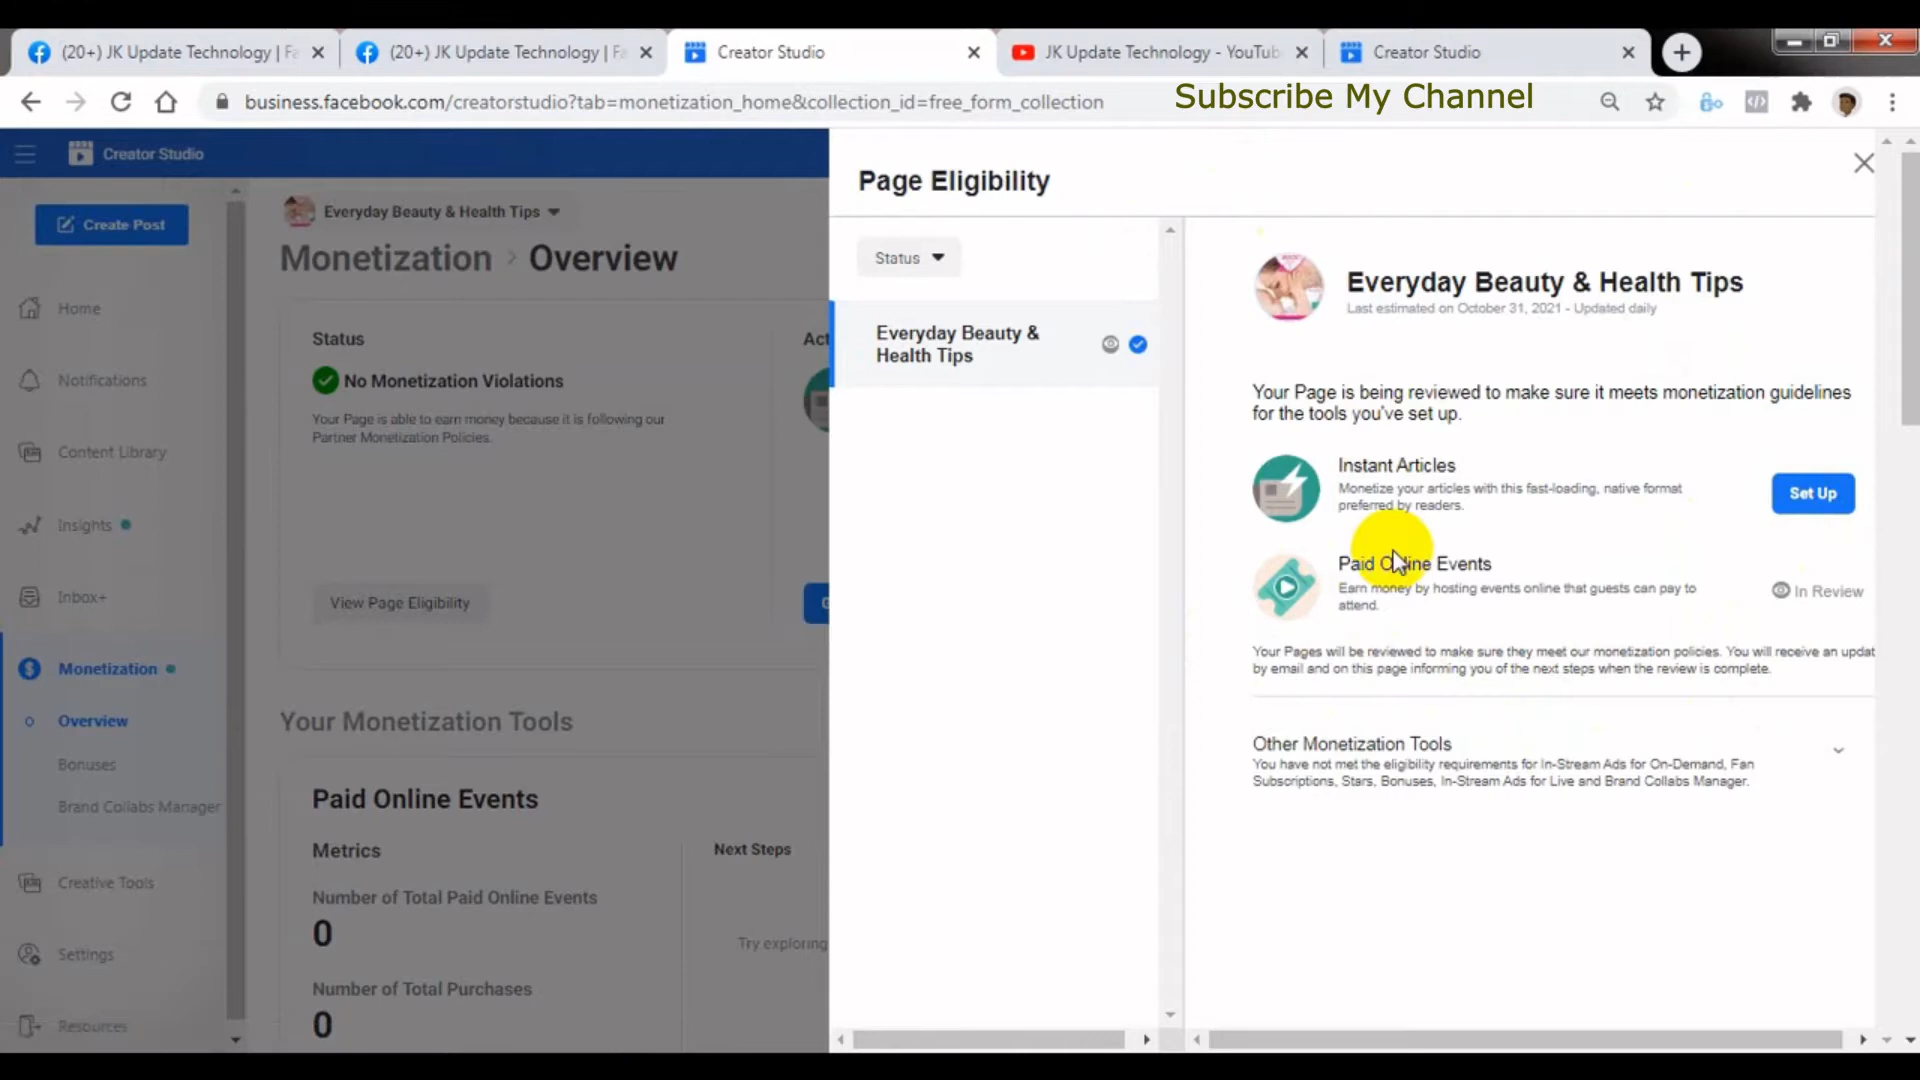 (20+) JK Update Technology | Fa
(20+) JK Update Technology | Fa
Creator Studio
JK Update Technology - YouTub
Creator Studio
business.facebook.com/creatorstudio?tab=monetization_home&collection_id=free_form_collection
Subscribe My Channel
Creator Studio
Create Post
Home
Notifications
Content Library
Insights
Inbox+
Monetization
Overview
Bonuses
Brand Collabs Manager
Creative Tools
Settings
Resources
Everyday Beauty & Health Tips
Monetization > Overview
Status
No Monetization Violations
Your Page is able to earn money because it is following our
Partner Monetization Policies.
View Page Eligibility
Act
Your Monetization Tools
Paid Online Events
Metrics
Number of Total Paid Online Events
0
Number of Total Purchases
0
Next Steps
Try exploring
Page Eligibility
Status
Everyday Beauty &
Health Tips
Everyday Beauty & Health Tips
Last estimated on October 31, 2021 - Updated daily
Your Page is being reviewed to make sure it meets monetization guidelines
for the tools you've set up.
Instant Articles
Monetize your articles with this fast-loading, native format
preferred by readers.
Set Up
Paid Online Events
Earn money by hosting events online that guests can pay to
attend.
In Review
Your Pages will be reviewed to make sure they meet our monetization policies. You will receive an updat
by email and on this page informing you of the next steps when the review is complete.
Other Monetization Tools
You have not met the eligibility requirements for In-Stream Ads for On-Demand, Fan
Subscriptions, Stars, Bonuses, In-Stream Ads for Live and Brand Collabs Manager.